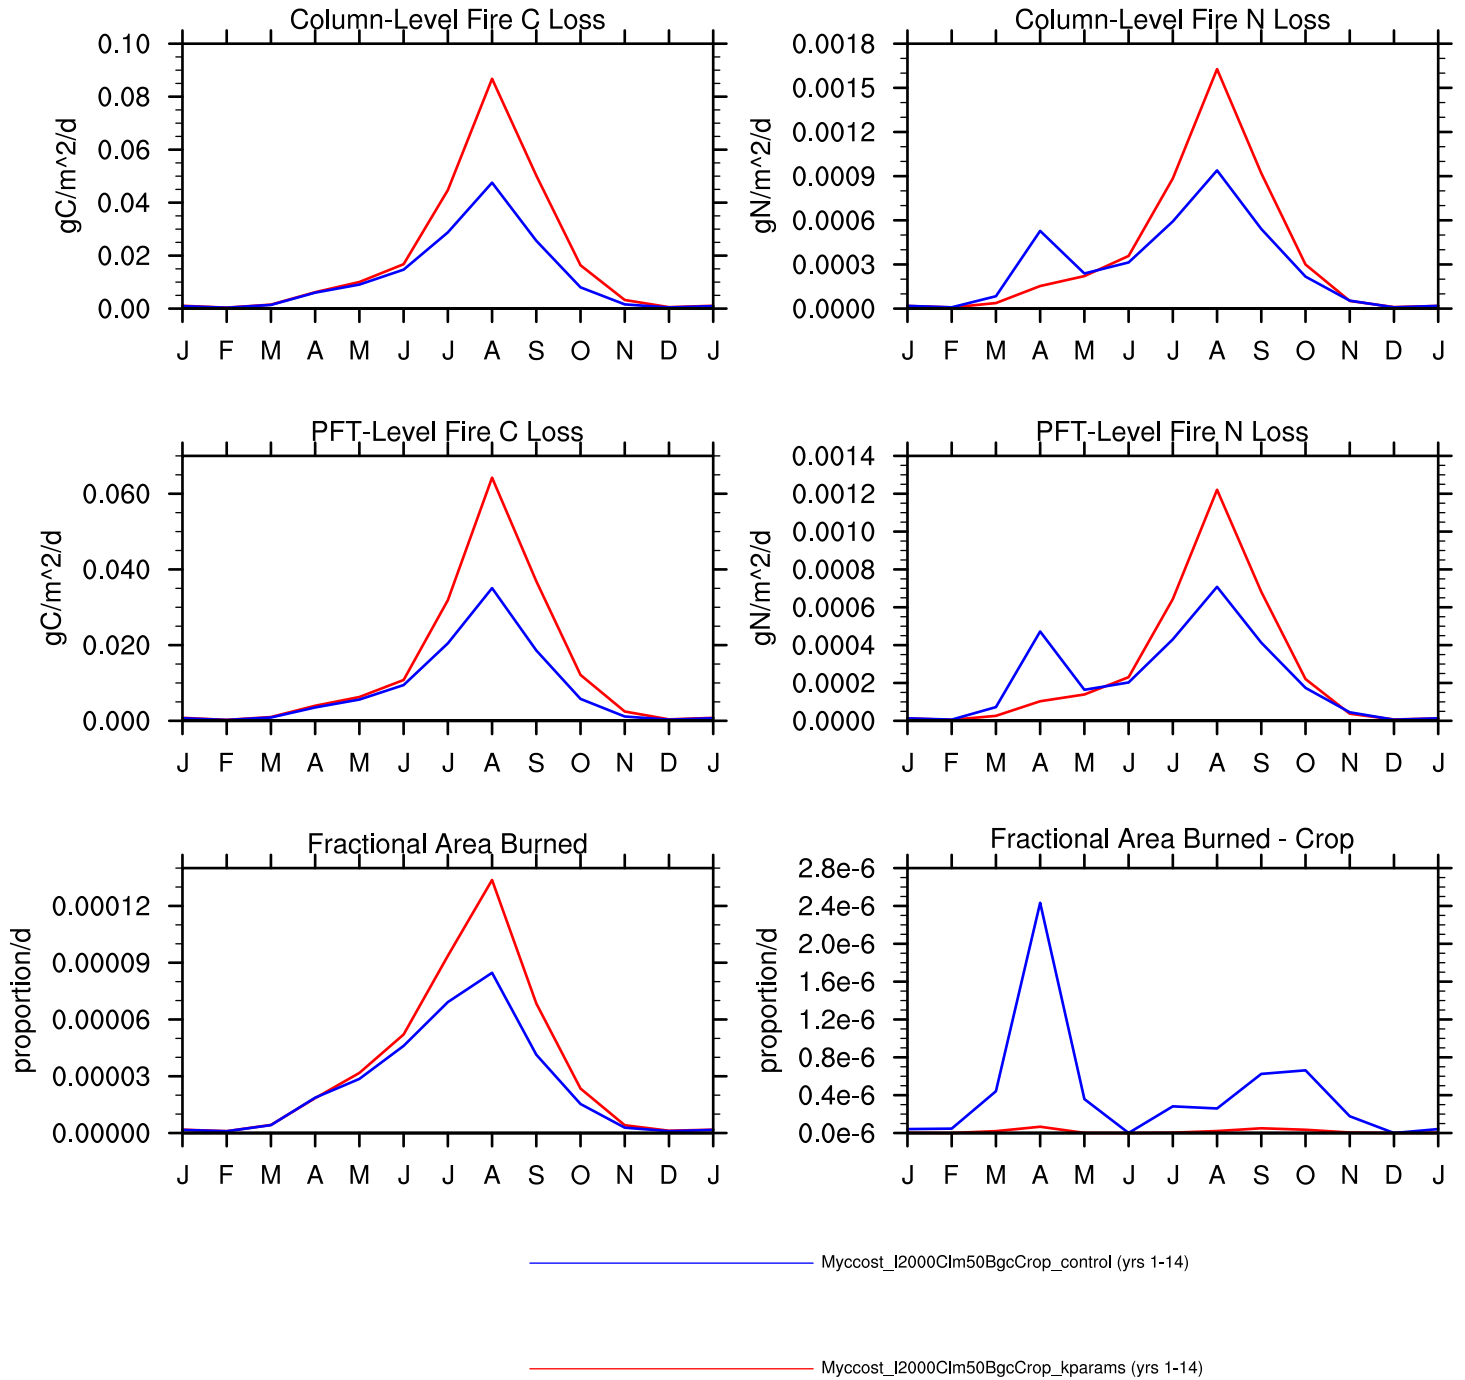 Column-Level Fire C Loss
gC/m^2/d
0.10
0.08
0.06
0.04
0.02
0.00
J F M A M J J A S O N D J
Column-Level Fire N Loss
gN/m^2/d
0.0018
0.0015
0.0012
0.0009
0.0006
0.0003
0.0000
J F M A M J J A S O N D J
PFT-Level Fire C Loss
gC/m^2/d
0.060
0.040
0.020
0.000
J F M A M J J A S O N D J
PFT-Level Fire N Loss
gN/m^2/d
0.0014
0.0012
0.0010
0.0008
0.0006
0.0004
0.0002
0.0000
J F M A M J J A S O N D J
Fractional Area Burned
proportion/d
0.00012
0.00009
0.00006
0.00003
0.00000
J F M A M J J A S O N D J
Fractional Area Burned - Crop
proportion/d
2.8e-6
2.4e-6
2.0e-6
1.6e-6
1.2e-6
0.8e-6
0.4e-6
0.0e-6
J F M A M J J A S O N D J
Myccost_I2000Clm50BgcCrop_control (yrs 1-14)
Myccost_I2000Clm50BgcCrop_kparams (yrs 1-14)